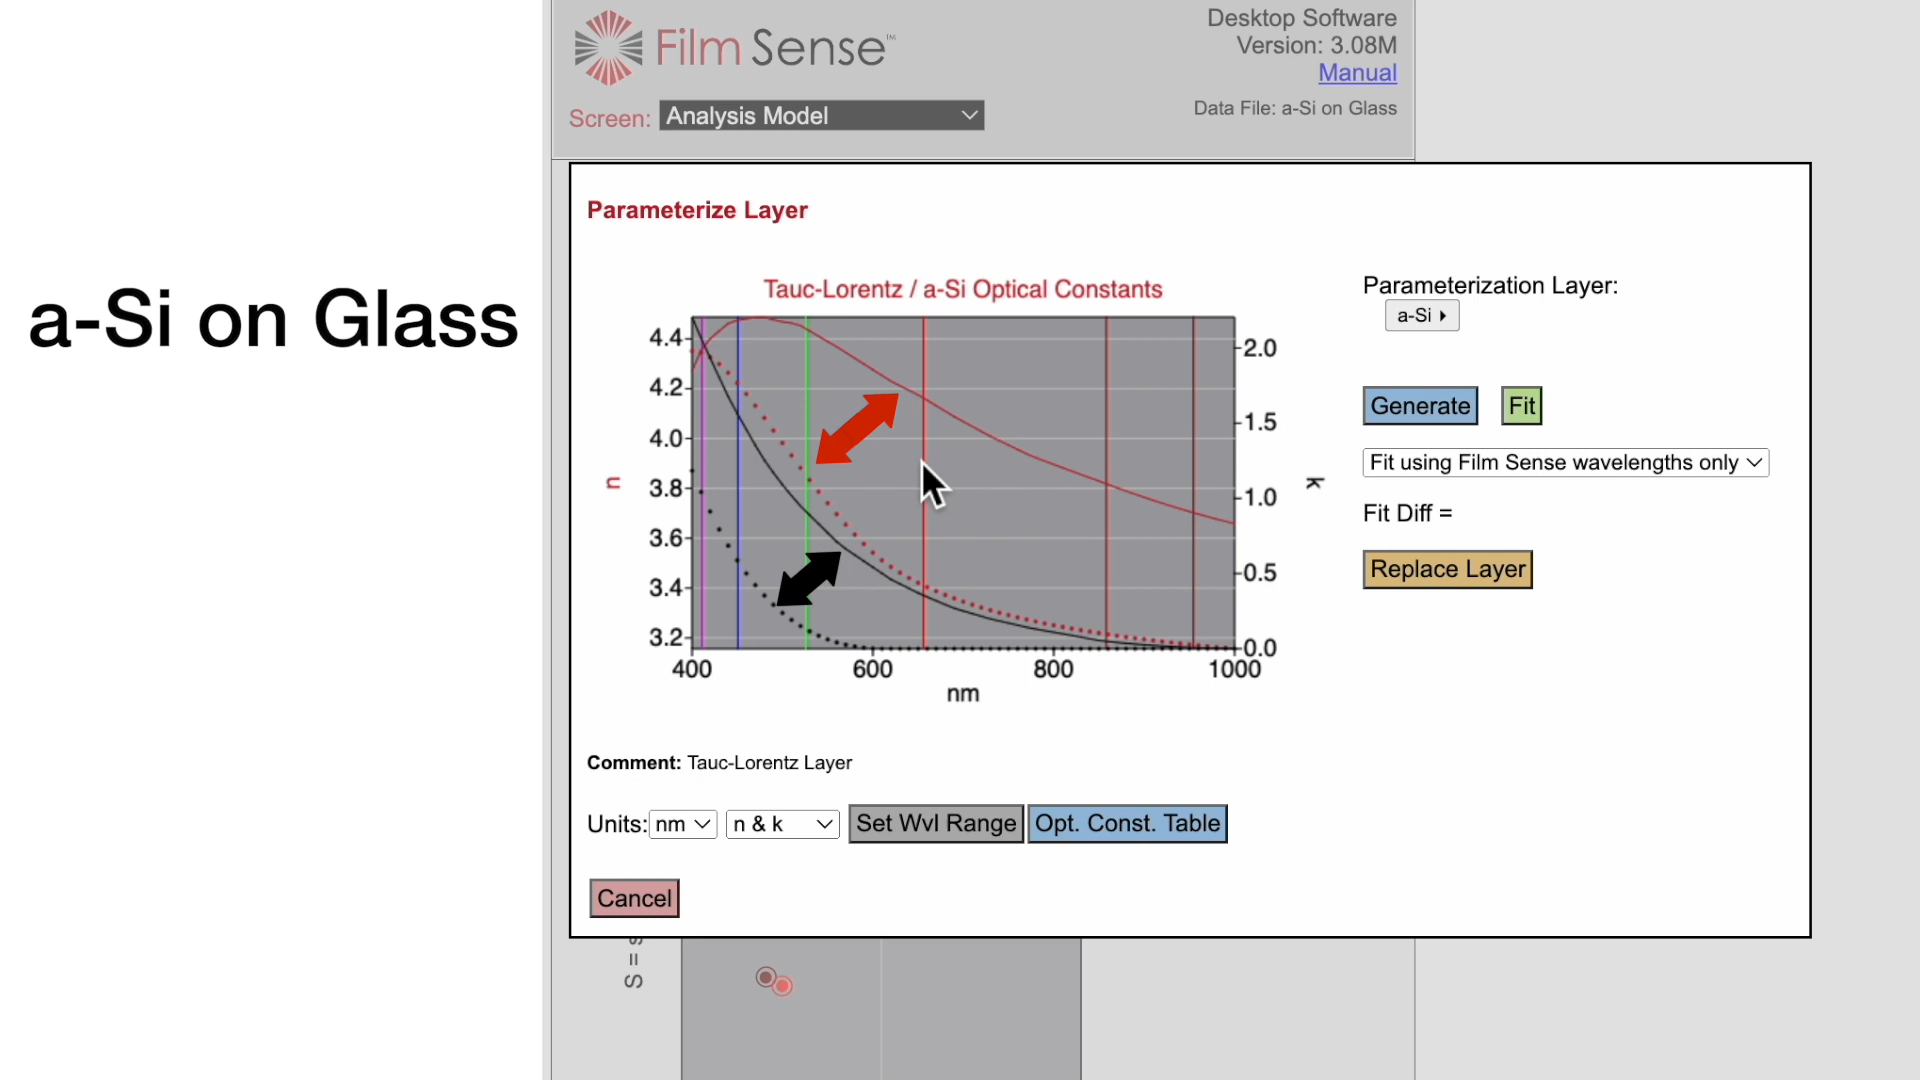 a-Si on Glass
Film Sense™
Desktop Software
Version: 3.08M
Manual
Screen: Analysis Model
Data File: a-Si on Glass
Parameterize Layer
Tauc-Lorentz / a-Si Optical Constants
4.4
4.2
4.0
3.8
3.6
3.4
3.2
n
2.0
1.5
1.0
0.5
0.0
k
400 600 800 1000
nm
Parameterization Layer:
a-Si
Generate Fit
Fit using Film Sense wavelengths only
Fit Diff =
Replace Layer
Comment: Tauc-Lorentz Layer
Units: nm n & k Set Wvl Range Opt. Const. Table
Cancel
S =